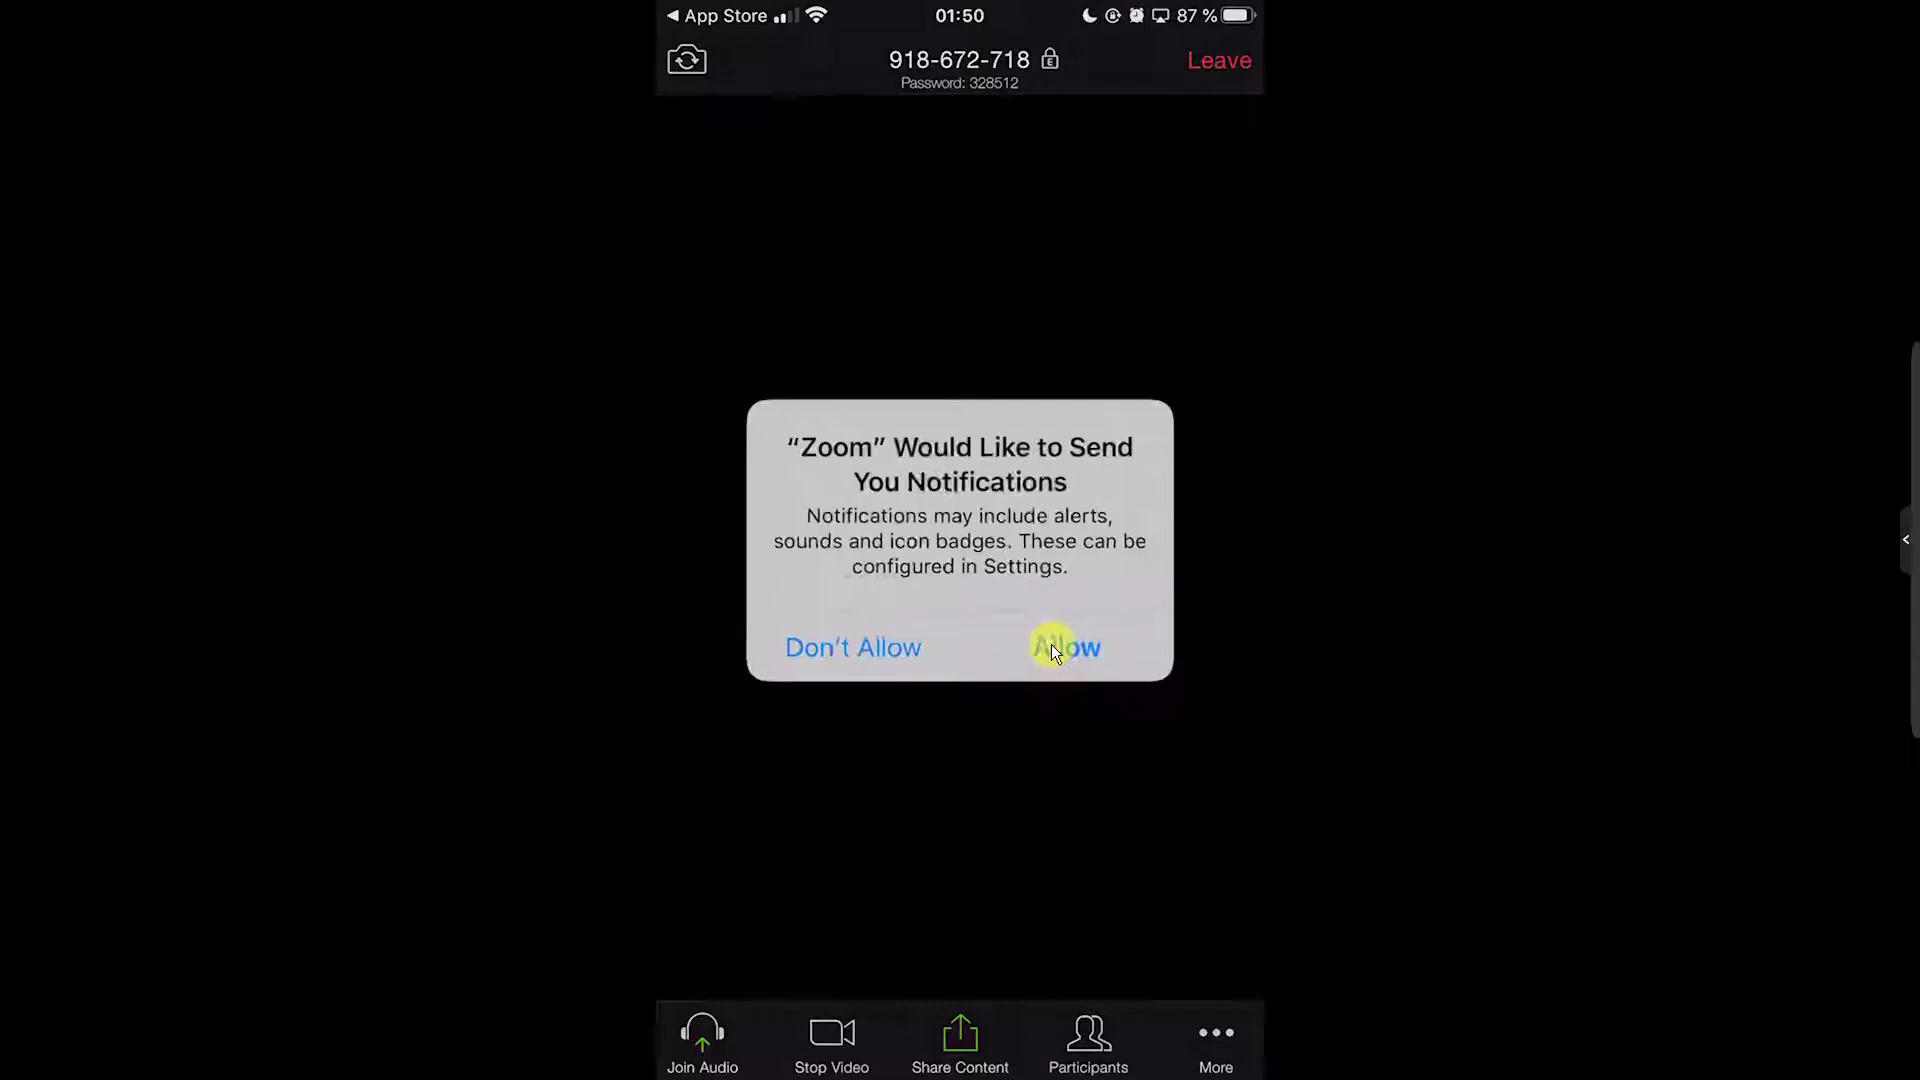 App Store 01:50 87 %
918-672-718 Leave
Password: 328512
“Zoom” Would Like to Send
You Notifications
Notifications may include alerts,
sounds and icon badges. These can be
configured in Settings.
Don’t Allow Allow
Join Audio Stop Video Share Content Participants More